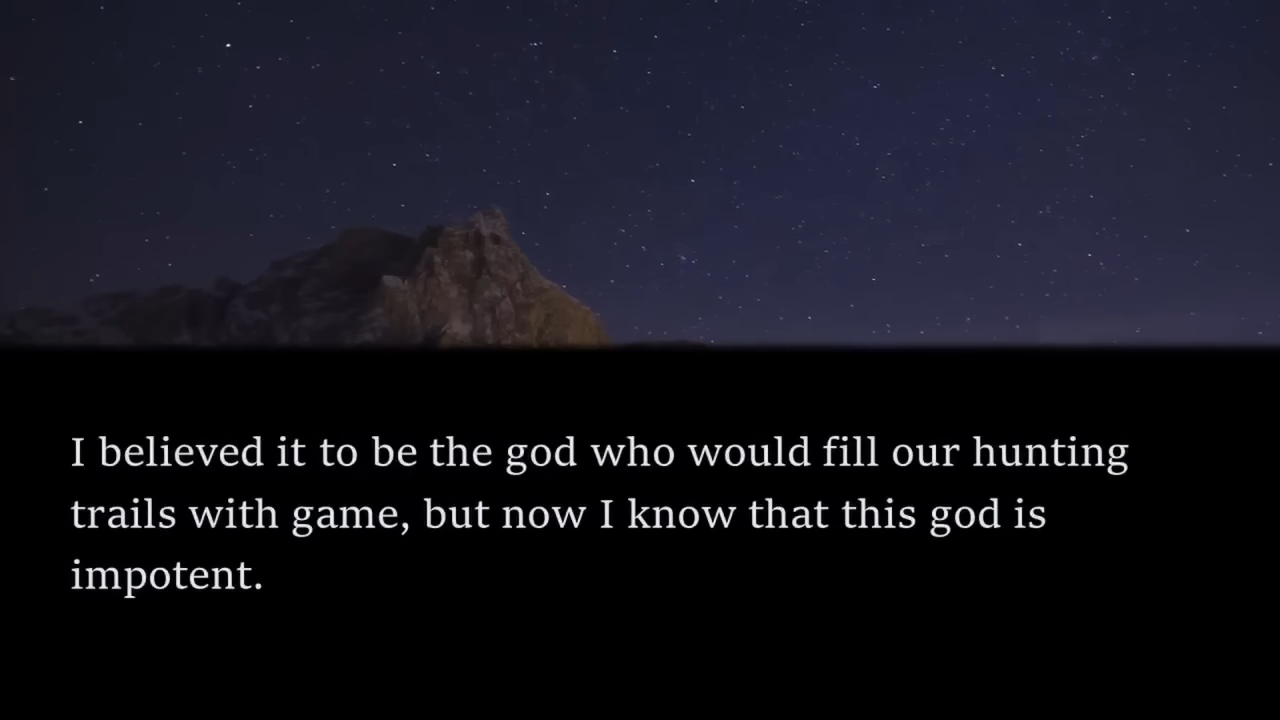 I believed it to be the god who would fill our hunting
trails with game, but now I know that this god is
impotent.